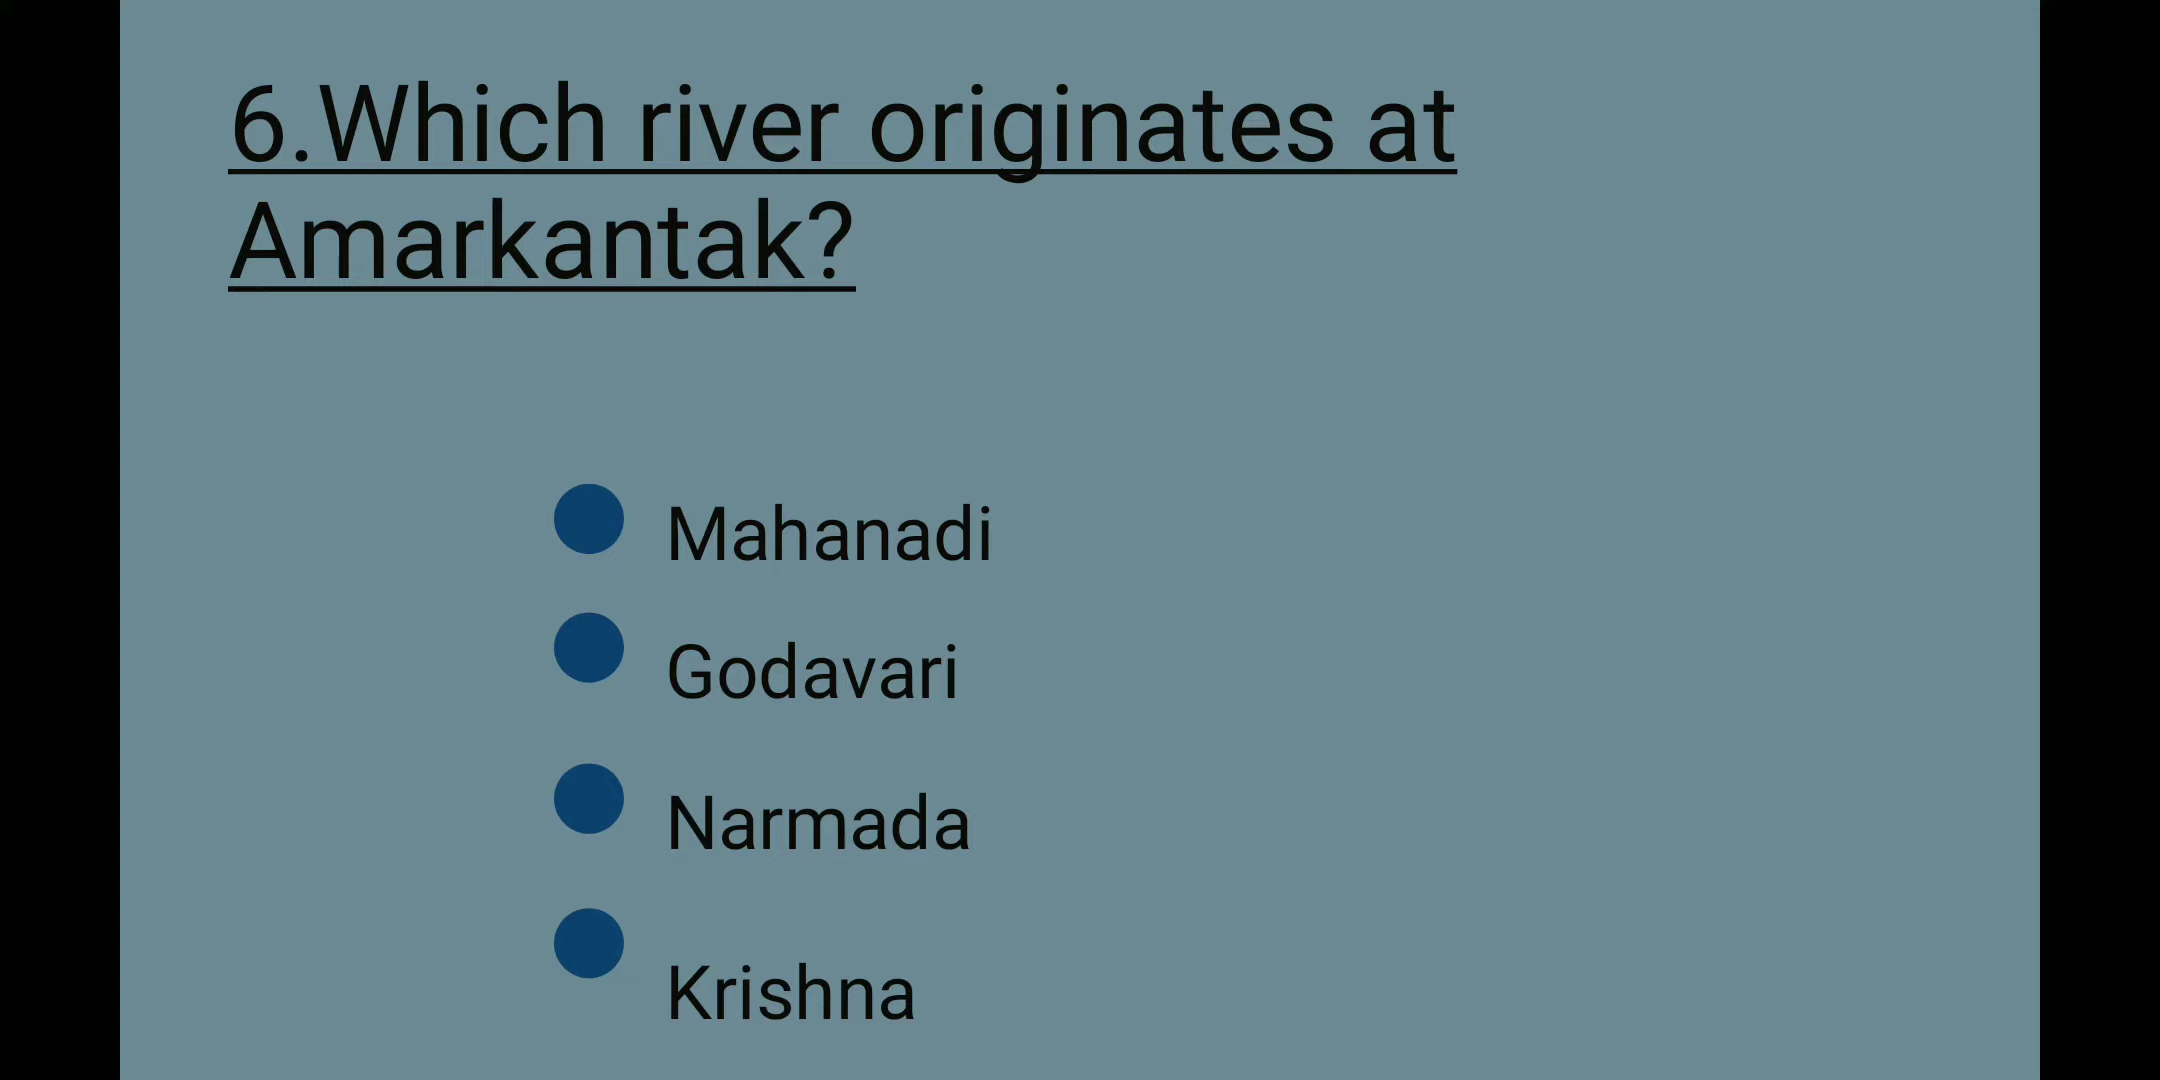 6.Which river originates at
Amarkantak?
Mahanadi
Godavari
Narmada
Krishna